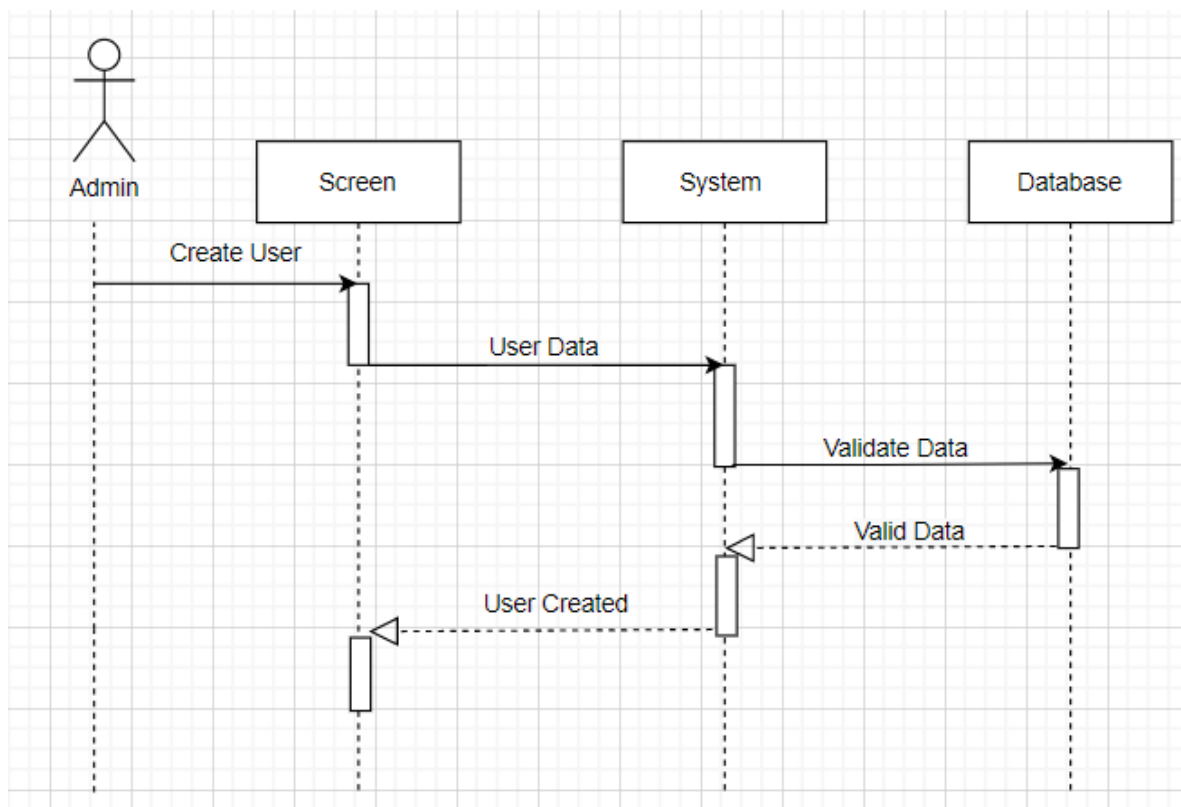 Admin
Screen
System
Database
Create User
User Data
Validate Data
Valid Data
User Created